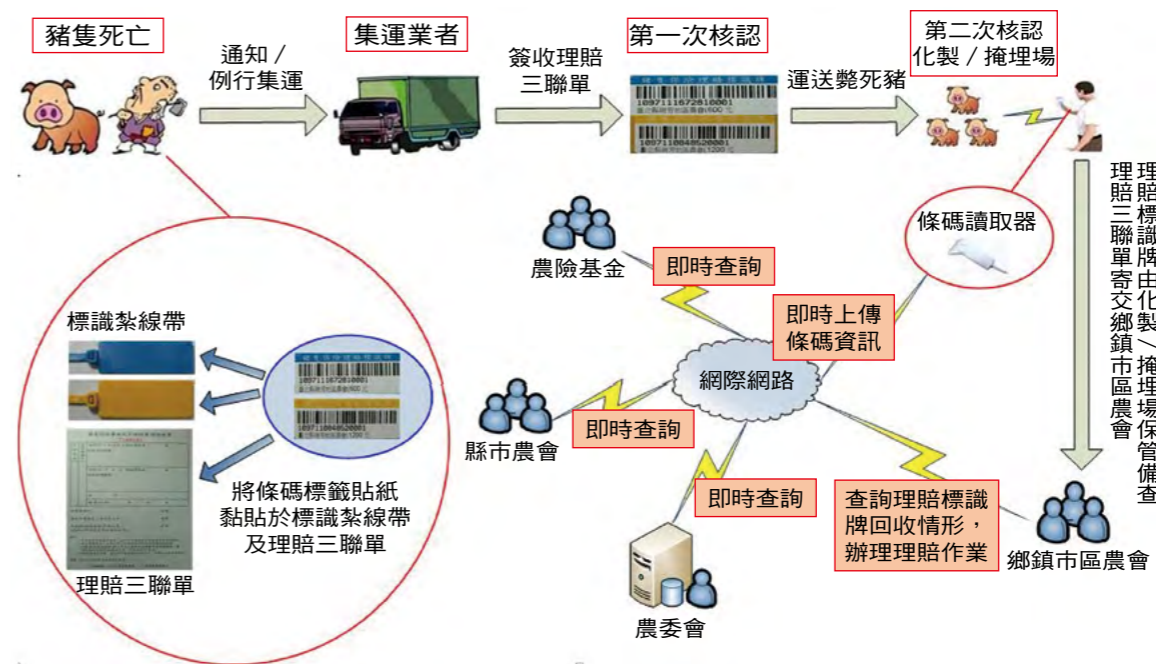 豬隻死亡
通知 /
例行集運
集運業者
簽收理賠
三聯單
第一次核認
1097111672810001
1097110040520001
運送斃死豬
第二次核認
化製 / 掩埋場
理賠標識牌由化製／掩埋場保管備查
理賠三聯單寄交鄉鎮市區農會
條碼讀取器
農險基金
即時查詢
即時上傳
條碼資訊
網際網路
縣市農會
即時查詢
即時查詢
農委會
查詢理賠標識
牌回收情形，
辦理理賠作業
鄉鎮市區農會
標識紮線帶
1097111672810001
1097110040520001
將條碼標籤貼紙
黏貼於標識紮線帶
及理賠三聯單
理賠三聯單